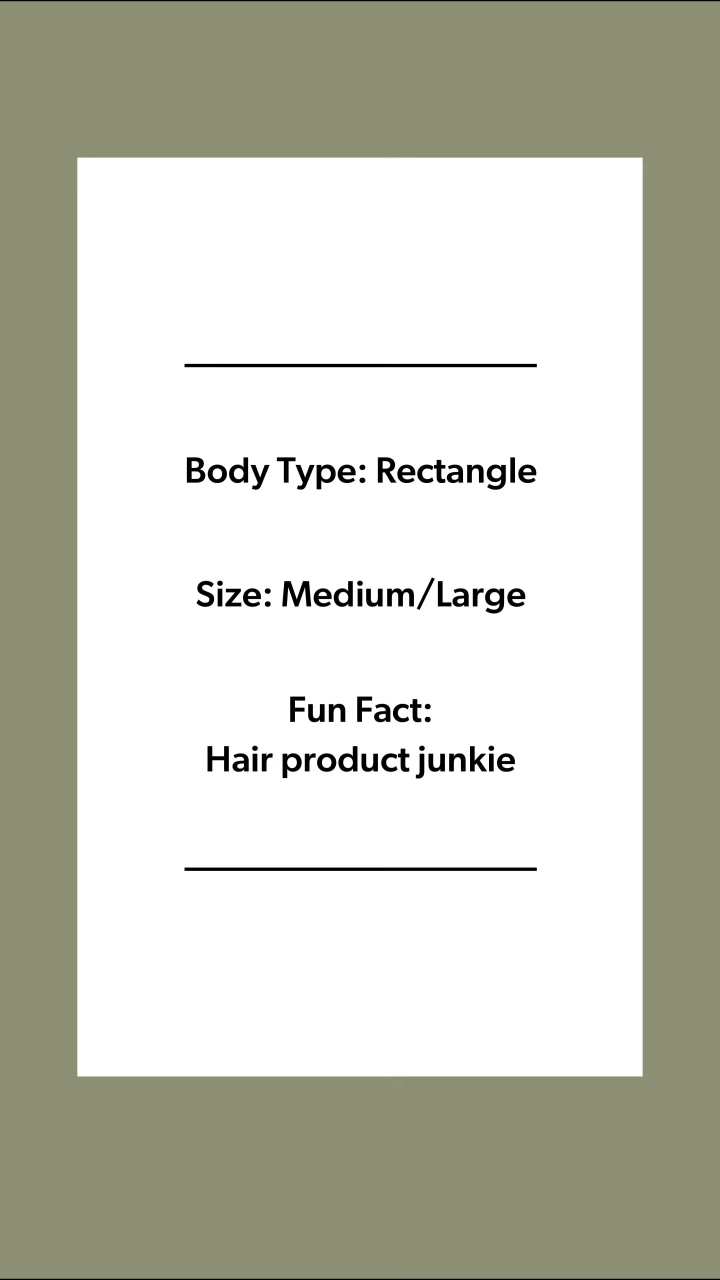 Body Type: Rectangle
Size: Medium/Large
Fun Fact:
Hair product junkie